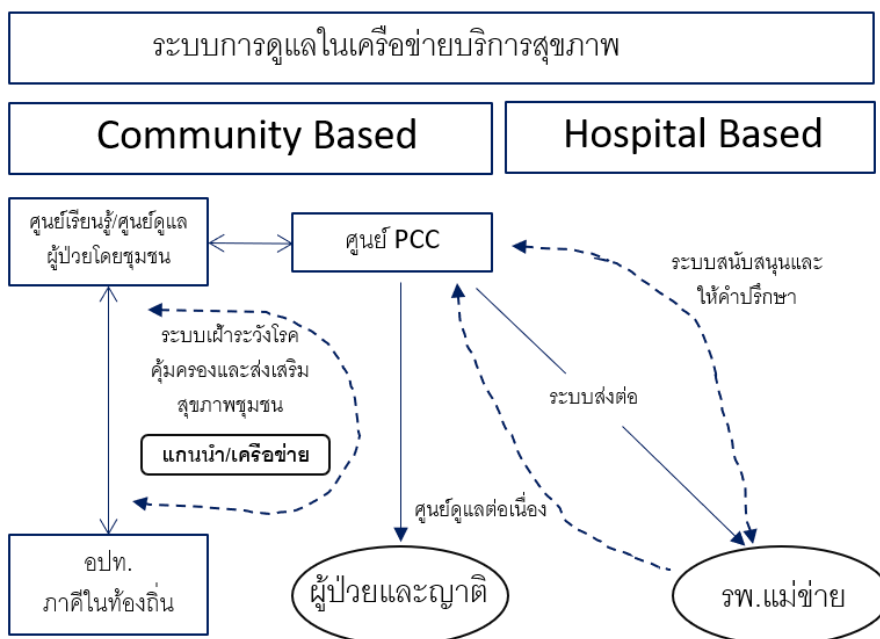 ระบบการดูแลในเครือข่ายบริการสุขภาพ
Community Based
Hospital Based
ศูนย์เรียนรู้/ศูนย์ดูแล
ผู้ป่วยโดยชุมชน
ศูนย์ PCC
ระบบสนับสนุนและ
ให้คำปรึกษา
ระบบเฝ้าระวังโรค
คุ้มครองและส่งเสริม
สุขภาพชุมชน
แกนนำ/เครือข่าย
ระบบส่งต่อ
ศูนย์ดูแลต่อเนื่อง
อปท.
ภาคีในท้องถิ่น
ผู้ป่วยและญาติ
รพ.แม่ข่าย